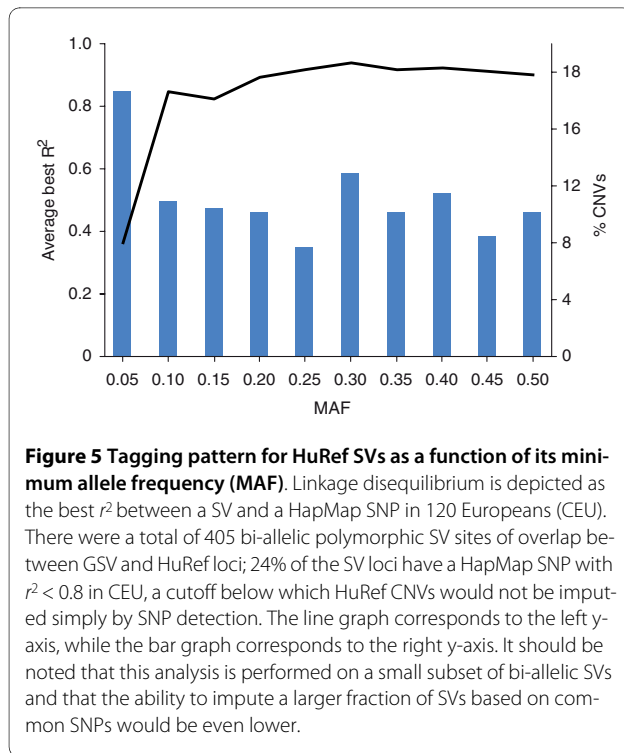 1.0
0.8
0.6
0.4
0.2
0
Average best R²
18
16
12
8
4
0
% CNVs
0.05 0.10 0.15 0.20 0.25 0.30 0.35 0.40 0.45 0.50
MAF
Figure 5 Tagging pattern for HuRef SVs as a function of its mini-
mum allele frequency (MAF). Linkage disequilibrium is depicted as
the best r² between a SV and a HapMap SNP in 120 Europeans (CEU).
There were a total of 405 bi-allelic polymorphic SV sites of overlap be-
tween GSV and HuRef loci; 24% of the SV loci have a HapMap SNP with
r² < 0.8 in CEU, a cutoff below which HuRef CNVs would not be imput-
ed simply by SNP detection. The line graph corresponds to the left y-
axis, while the bar graph corresponds to the right y-axis. It should be
noted that this analysis is performed on a small subset of bi-allelic SVs
and that the ability to impute a larger fraction of SVs based on com-
mon SNPs would be even lower.